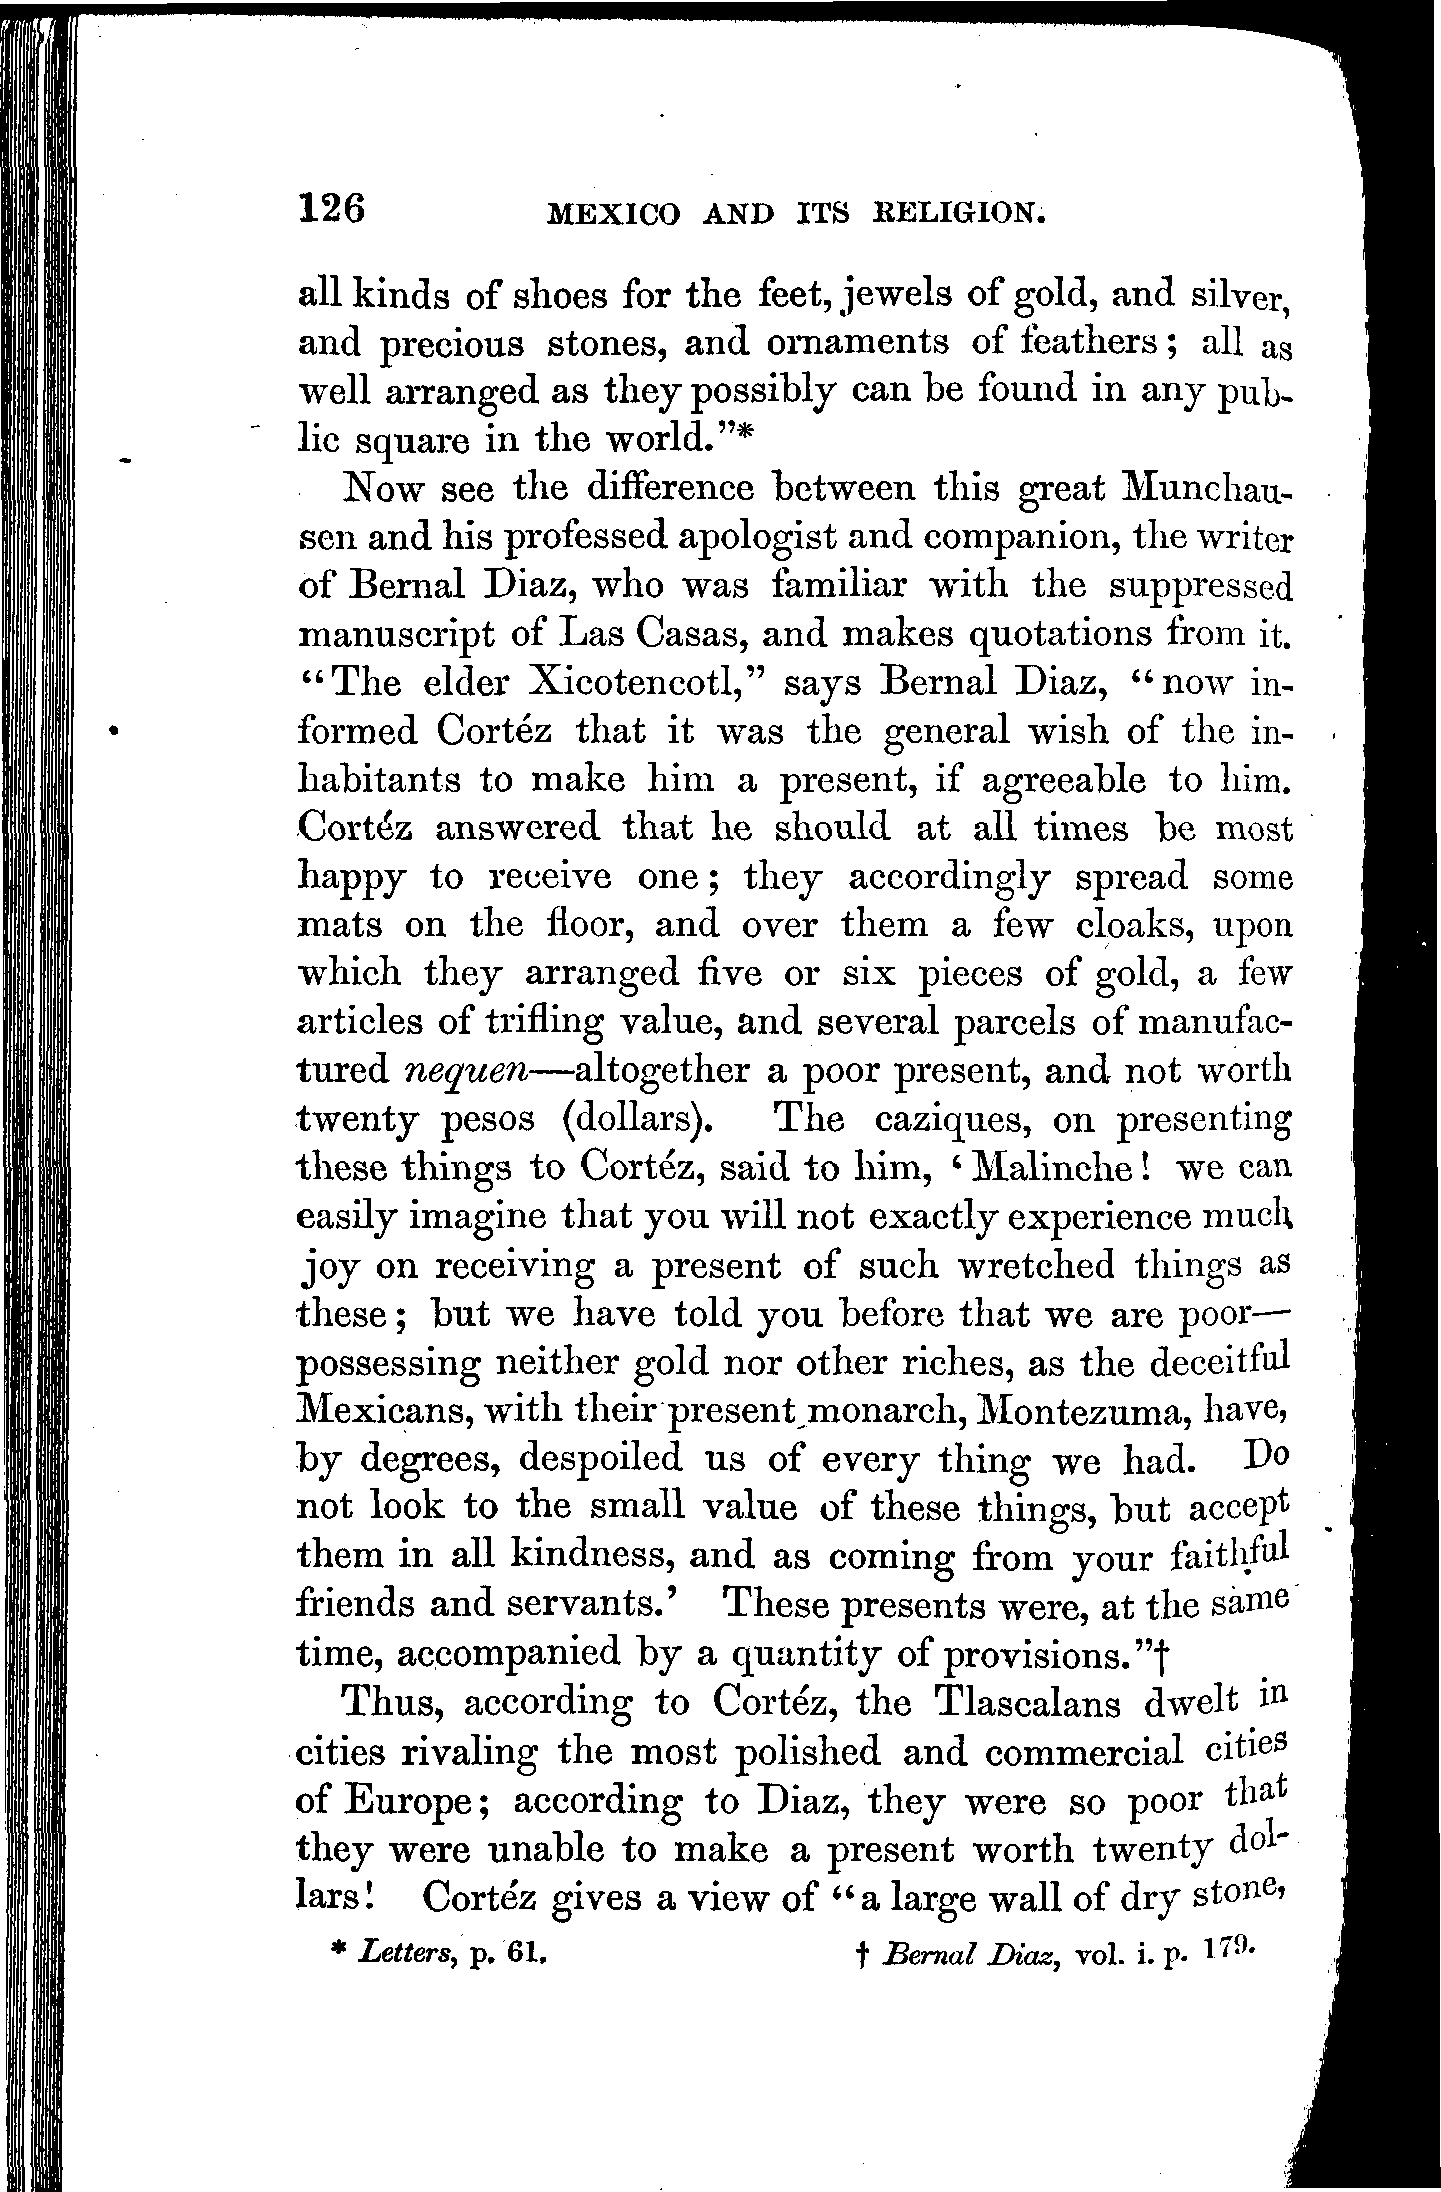 126 MEXICO AND ITS RELIGION.
all kinds of shoes for the feet, jewels of gold, and silver,
and precious stones, and ornaments of feathers; all as
well arranged as they possibly can be found in any pub-
lic square in the world."*
Now see the difference between this great Munchau-
sen and his professed apologist and companion, the writer
of Bernal Diaz, who was familiar with the suppressed
manuscript of Las Casas, and makes quotations from it.
"The elder Xicotencotl," says Bernal Diaz, "now in-
formed Cortéz that it was the general wish of the in-
habitants to make him a present, if agreeable to him.
Cortéz answered that he should at all times be most
happy to receive one; they accordingly spread some
mats on the floor, and over them a few cloaks, upon
which they arranged five or six pieces of gold, a few
articles of trifling value, and several parcels of manufac-
tured nequen—altogether a poor present, and not worth
twenty pesos (dollars). The caziques, on presenting
these things to Cortéz, said to him, 'Malinche! we can
easily imagine that you will not exactly experience much
joy on receiving a present of such wretched things as
these; but we have told you before that we are poor—
possessing neither gold nor other riches, as the deceitful
Mexicans, with their present monarch, Montezuma, have,
by degrees, despoiled us of every thing we had. Do
not look to the small value of these things, but accept
them in all kindness, and as coming from your faithful
friends and servants.' These presents were, at the same
time, accompanied by a quantity of provisions."†
Thus, according to Cortéz, the Tlascalans dwelt in
cities rivaling the most polished and commercial cities
of Europe; according to Diaz, they were so poor that
they were unable to make a present worth twenty dol-
lars! Cortéz gives a view of "a large wall of dry stone,
* Letters, p. 61. † Bernal Diaz, vol. i. p. 179.